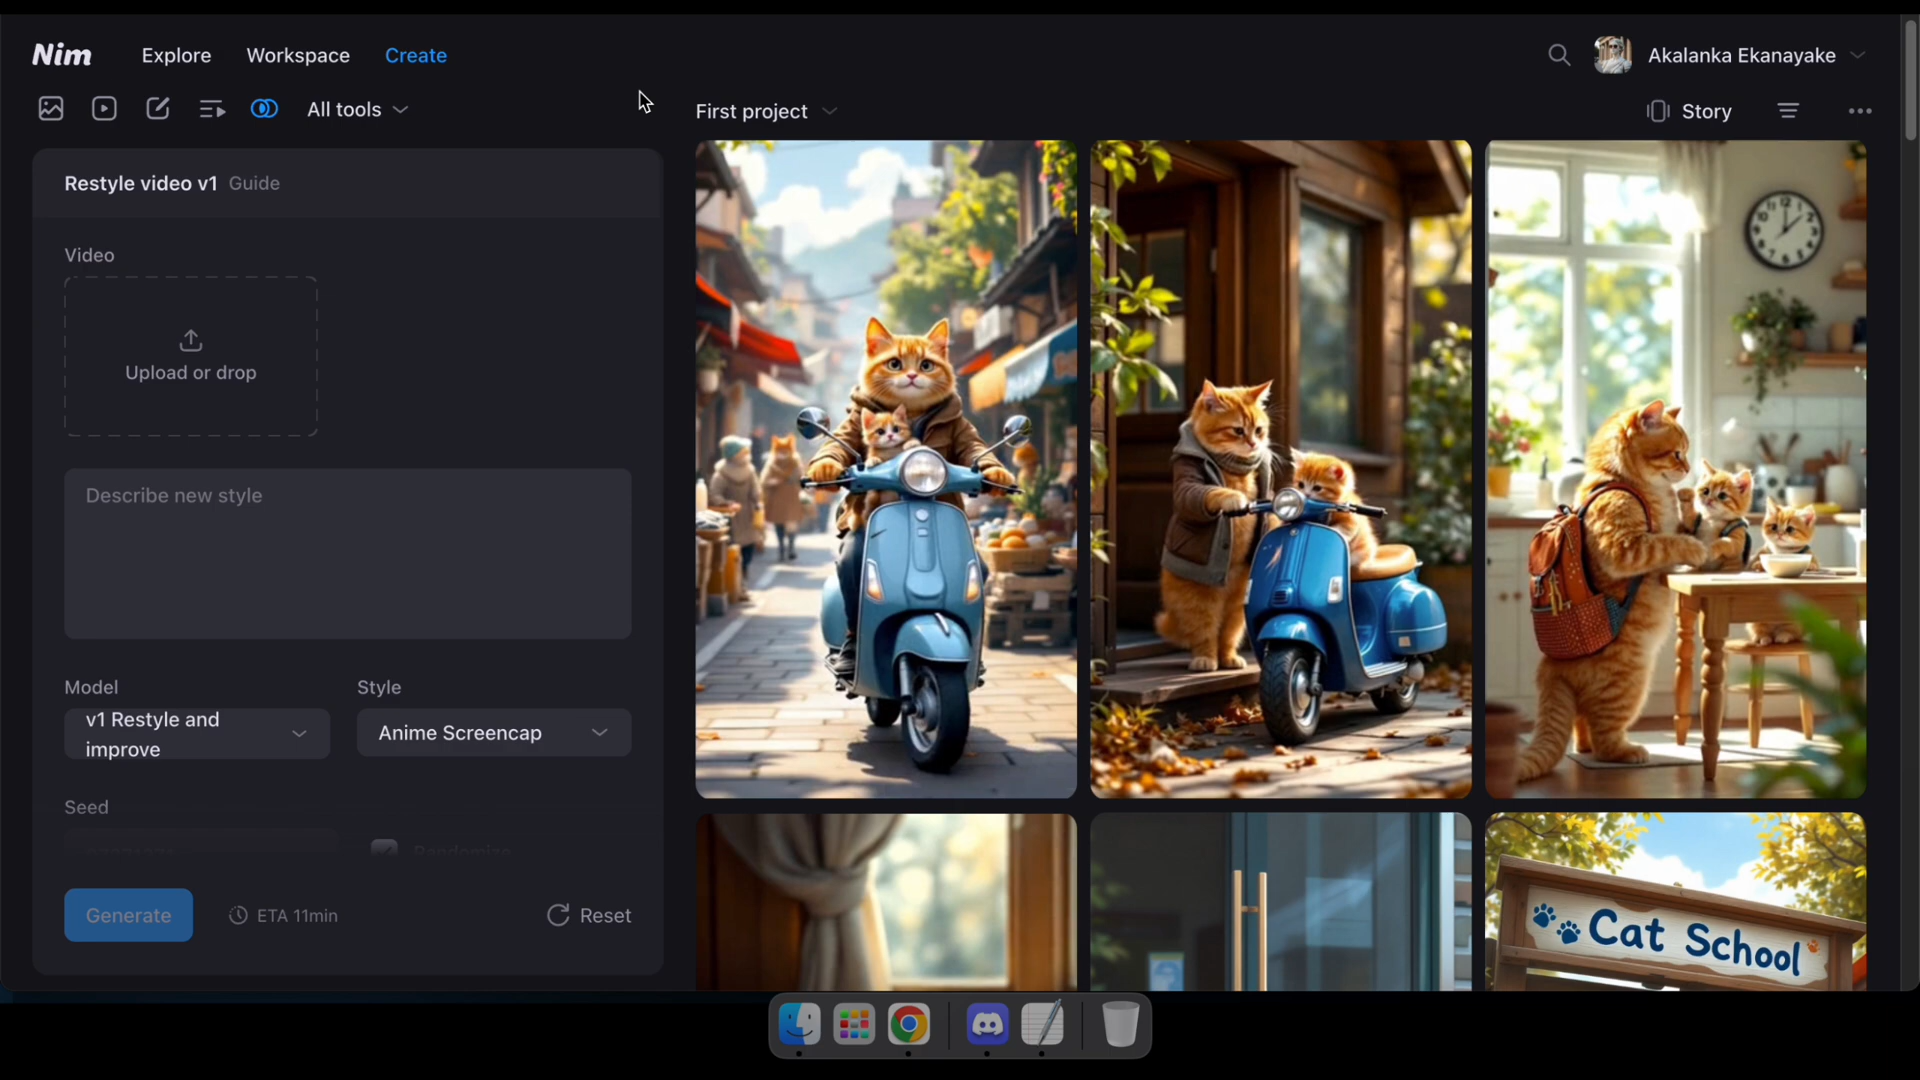 Nim
Explore
Workspace
Create
Akalanka Ekanayake
All tools
First project
Story
Restyle video v1
Guide
Video
Upload or drop
Describe new style
Model
Style
v1 Restyle and
improve
Anime Screencap
Seed
Randomize
Generate
ETA 11min
Reset
Cat School